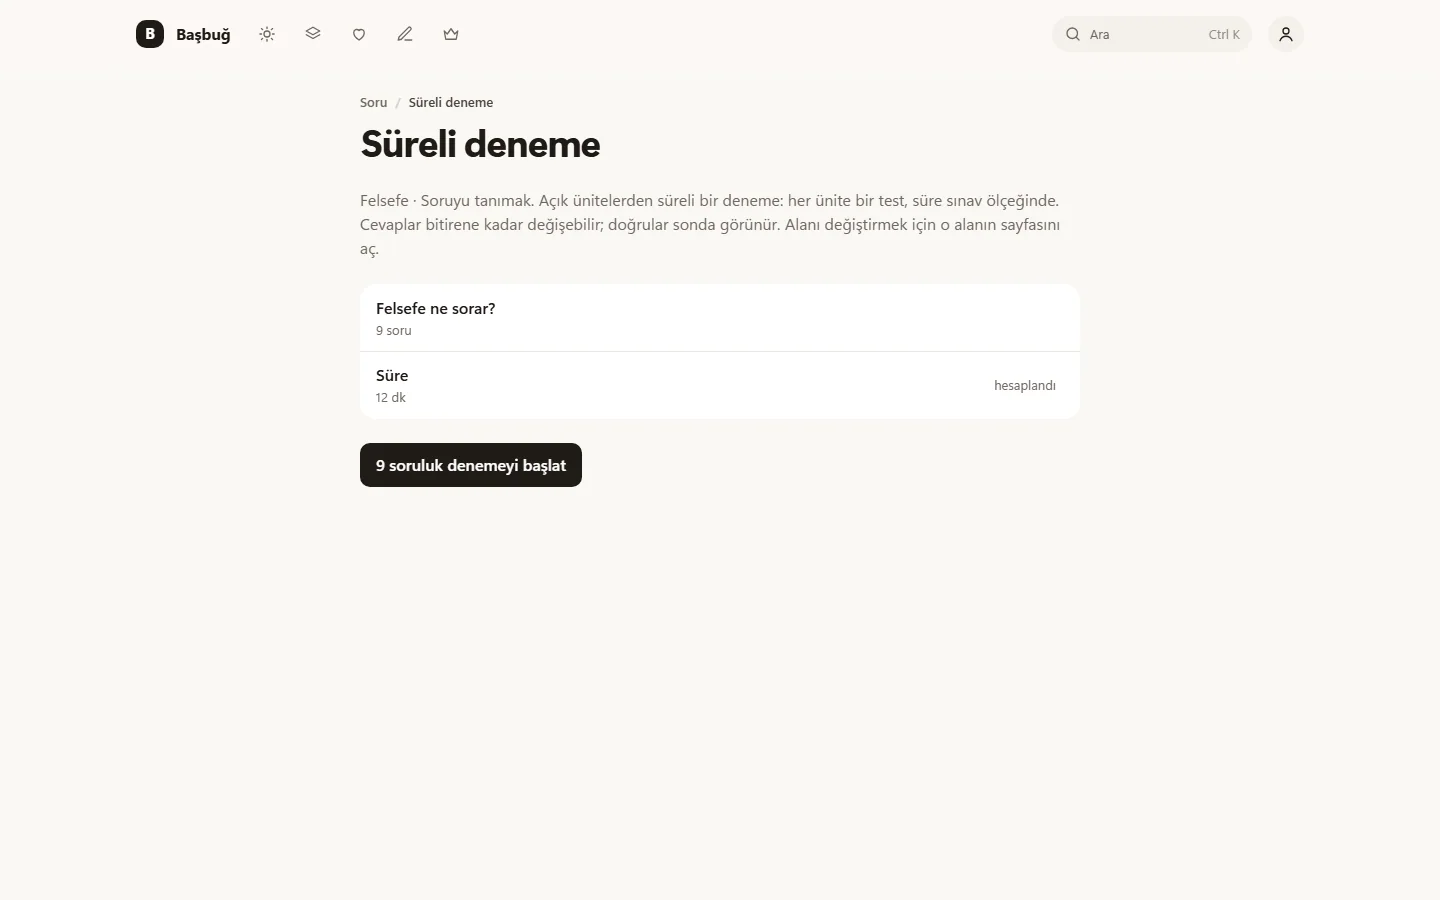 B Başbuğ
Ara Ctrl K
Soru / Süreli deneme
Süreli deneme
Felsefe · Soruyu tanımak. Açık ünitelerden süreli bir deneme: her ünite bir test, süre sınav ölçeğinde.
Cevaplar bitirene kadar değişebilir; doğrular sonda görünür. Alanı değiştirmek için o alanın sayfasını
aç.
Felsefe ne sorar?
9 soru
Süre
12 dk
hesaplandı
9 soruluk denemeyi başlat